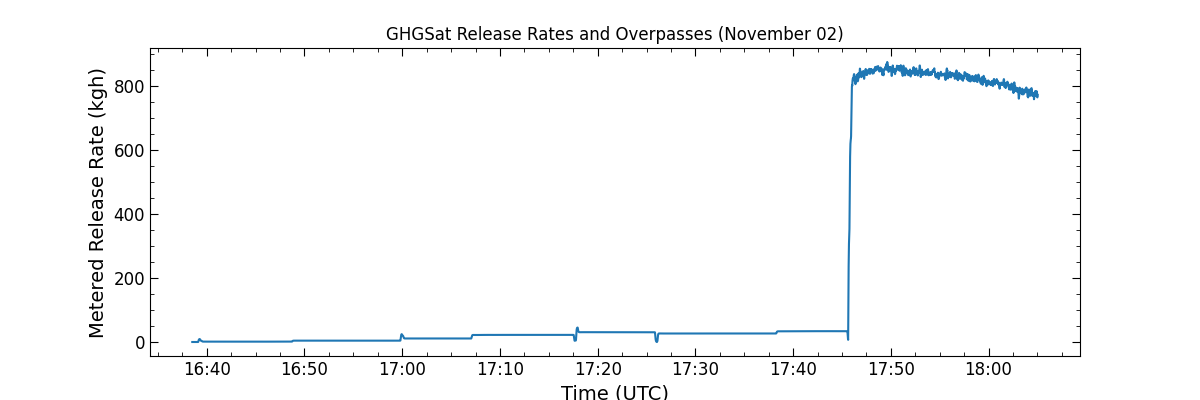 GHGSat Release Rates and Overpasses (November 02)
Metered Release Rate (kgh)
800
600
400
200
0
16:40 16:50 17:00 17:10 17:20 17:30 17:40 17:50 18:00
Time (UTC)